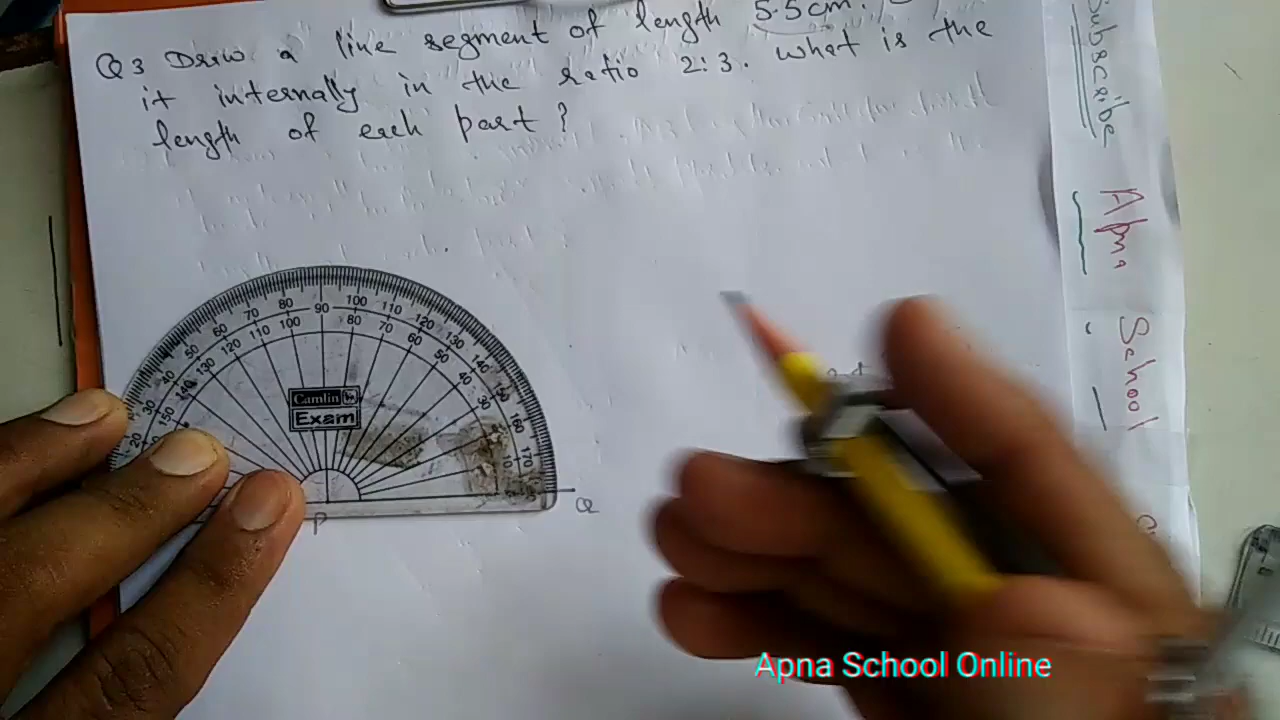 Q3 Draw a line segment of length 5.5cm.
it internally in the ratio 2:3. what is the
length of each part?
Subscribe Apna School
Camlin
Exam
P
Q
Apna School Online